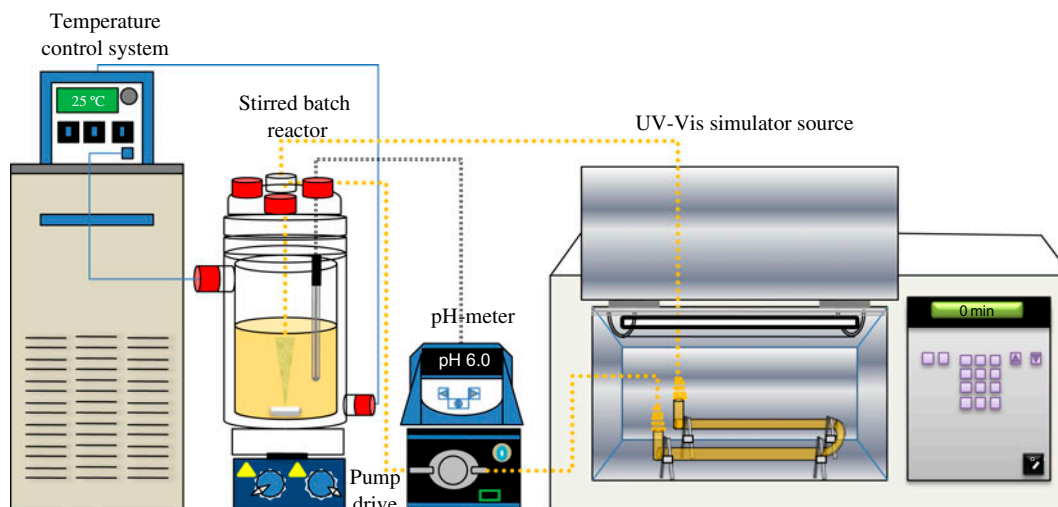 Temperature
control system
25 ºC
Stirred batch
reactor
UV-Vis simulator source
pH-meter
pH 6.0
0 min
Pump
drive